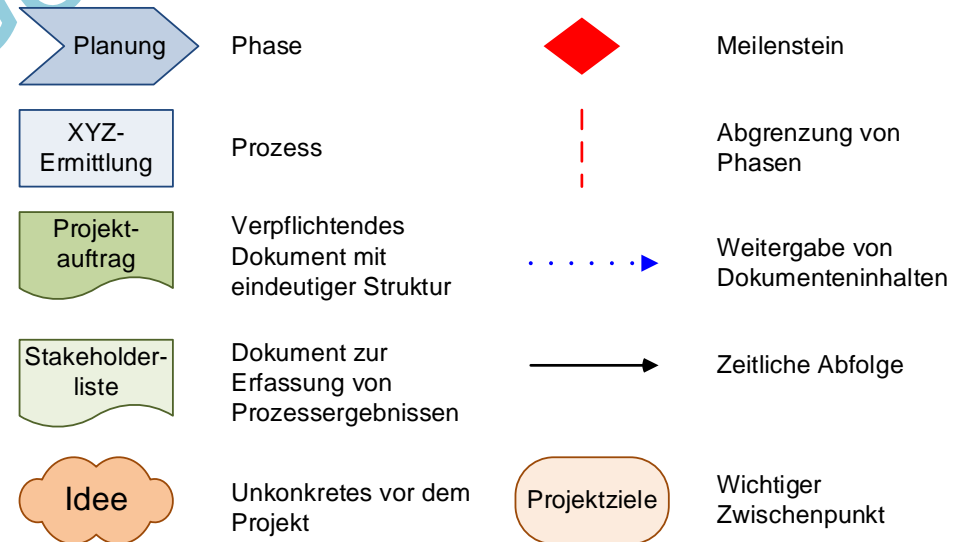 Planung
Phase
Meilenstein
XYZ-
Ermittlung
Prozess
Abgrenzung von
Phasen
Projekt-
auftrag
Verpflichtendes
Dokument mit
eindeutiger Struktur
Weitergabe von
Dokumenteninhalten
Stakeholder-
liste
Dokument zur
Erfassung von
Prozessergebnissen
Zeitliche Abfolge
Idee
Unkonkretes vor dem
Projekt
Projektziele
Wichtiger
Zwischenpunkt